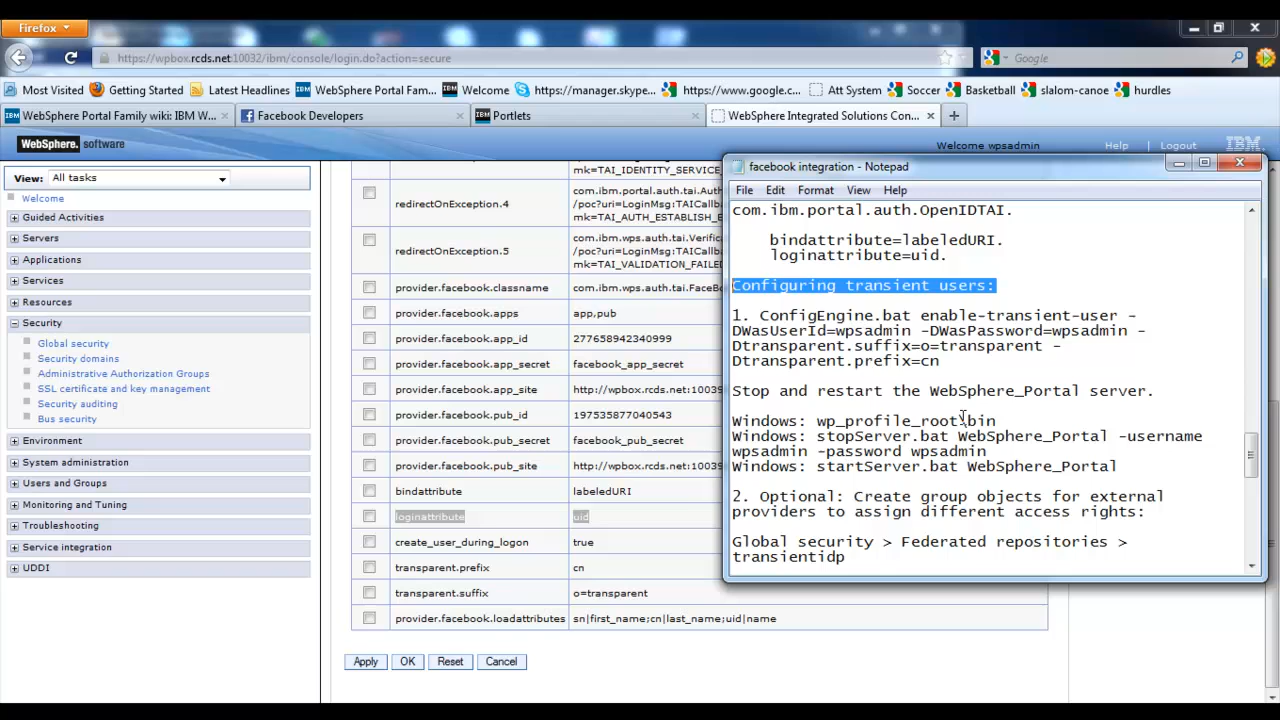 Firefox
https://wpbox.rcds.net:10032/ibm/console/login.do?action=secure
Google
Most Visited
Getting Started
Latest Headlines
WebSphere Portal Fam...
Welcome
https://manager.skype...
https://www.google.c...
Att System
Soccer
Basketball
slalom-canoe
hurdles
WebSphere Portal Family wiki: IBM W...
Facebook Developers
Portlets
WebSphere Integrated Solutions Con...
WebSphere. software
Welcome wpsadmin
Help
Logout
IBM
View: All tasks
Welcome
Guided Activities
Servers
Applications
Services
Resources
Security
Global security
Security domains
Administrative Authorization Groups
SSL certificate and key management
Security auditing
Bus security
Environment
System administration
Users and Groups
Monitoring and Tuning
Troubleshooting
Service integration
UDDI
mk=TAI_IDENTITY_SERVICE_
redirectOnException.4
com.ibm.portal.auth.tai.Aut
/poc?uri=LoginMsg:TAICallba
mk=TAI_AUTH_ESTABLISH_E
redirectOnException.5
com.ibm.wps.auth.tai.Verific
/poc?uri=LoginMsg:TAICallba
mk=TAI_VALIDATION_FAILED
provider.facebook.classname com.ibm.wps.auth.tai.FaceB
provider.facebook.apps app,pub
provider.facebook.app_id 277658942340999
provider.facebook.app_secret facebook_app_secret
provider.facebook.app_site http://wpbox.rcds.net:10039
provider.facebook.pub_id 197535877040543
provider.facebook.pub_secret facebook_pub_secret
provider.facebook.pub_site http://wpbox.rcds.net:10039
bindattribute labeledURI
loginattribute uid
create_user_during_logon true
transparent.prefix cn
transparent.suffix o=transparent
provider.facebook.loadattributes sn|first_name;cn|last_name;uid|name
Apply OK Reset Cancel
facebook integration - Notepad
File Edit Format View Help
com.ibm.portal.auth.OpenIDTAI.
bindattribute=labeledURI.
loginattribute=uid.
Configuring transient users:
1. ConfigEngine.bat enable-transient-user -
DWasUserId=wpsadmin -DWasPassword=wpsadmin -
Dtransparent.suffix=o=transparent -
Dtransparent.prefix=cn
Stop and restart the WebSphere_Portal server.
Windows: wp_profile_root\bin
Windows: stopServer.bat WebSphere_Portal -username
wpsadmin -password wpsadmin
Windows: startServer.bat WebSphere_Portal
2. Optional: Create group objects for external
providers to assign different access rights:
Global security > Federated repositories >
transientidp